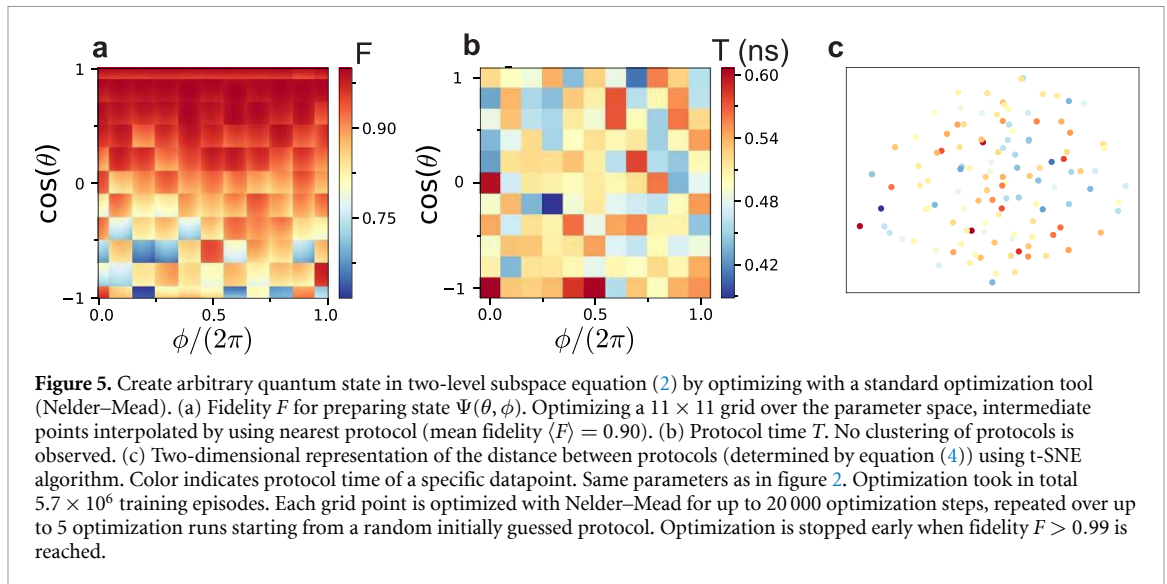 a
F
1
0
−1
cos(θ)
0.90
0.75
0.0
0.5
1.0
ϕ/(2π)
b
T (ns)
1
0
−1
cos(θ)
0.60
0.54
0.48
0.42
0.0
0.5
1.0
ϕ/(2π)
c
Figure 5. Create arbitrary quantum state in two-level subspace equation (2) by optimizing with a standard optimization tool
(Nelder–Mead). (a) Fidelity F for preparing state Ψ(θ, ϕ). Optimizing a 11 × 11 grid over the parameter space, intermediate
points interpolated by using nearest protocol (mean fidelity ⟨F⟩ = 0.90). (b) Protocol time T. No clustering of protocols is
observed. (c) Two-dimensional representation of the distance between protocols (determined by equation (4)) using t-SNE
algorithm. Color indicates protocol time of a specific datapoint. Same parameters as in figure 2. Optimization took in total
5.7 × 10⁶ training episodes. Each grid point is optimized with Nelder–Mead for up to 20 000 optimization steps, repeated over up
to 5 optimization runs starting from a random initially guessed protocol. Optimization is stopped early when fidelity F > 0.99 is
reached.